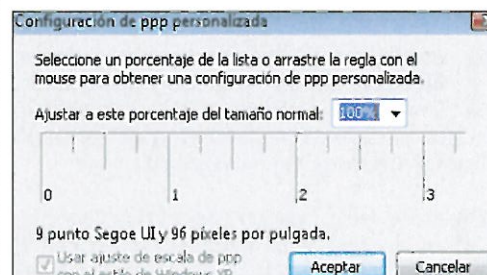 Configuración de ppp personalizada
Seleccione un porcentaje de la lista o arrastre la regla con el
mouse para obtener una configuración de ppp personalizada.
Ajustar a este porcentaje del tamaño normal: 100%
0 1 2 3
9 punto Segoe UI y 96 píxeles por pulgada.
Usar ajuste de escala de ppp
con el estilo de Windows XP
Aceptar Cancelar